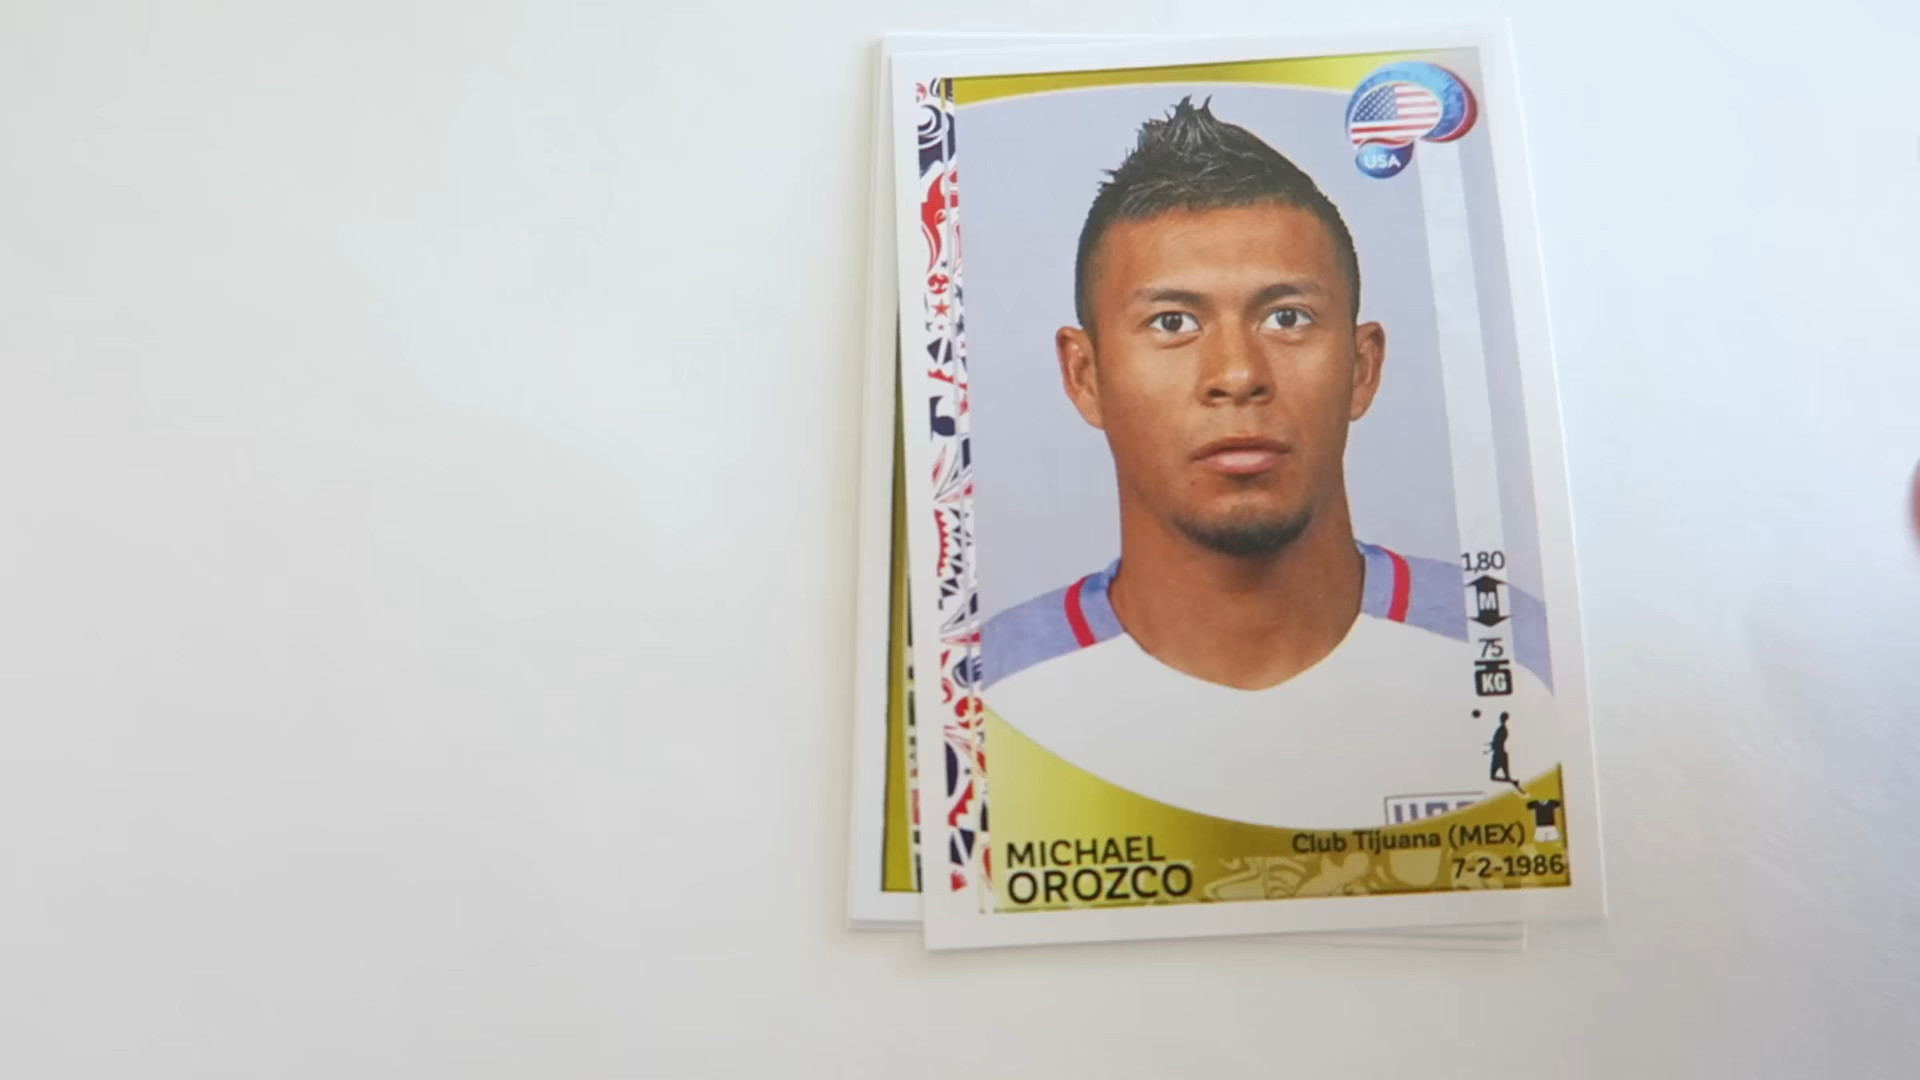 USA
1,80
M
75
KG
MICHAEL
OROZCO
Club Tijuana (MEX)
7-2-1986